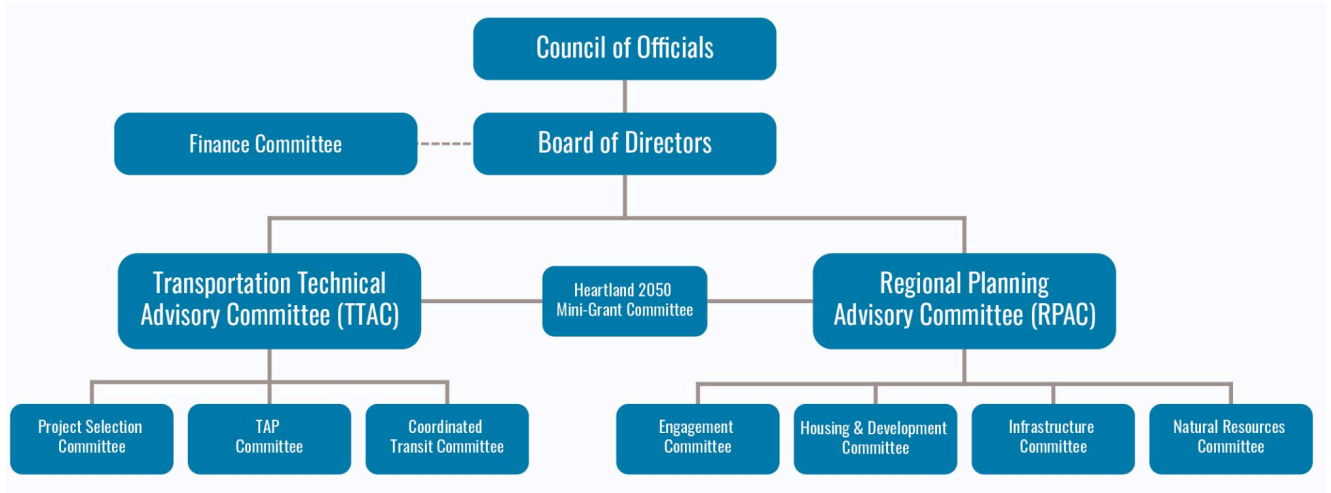 Council of Officials
Finance Committee
Board of Directors
Transportation Technical
Advisory Committee (TTAC)
Heartland 2050
Mini-Grant Committee
Regional Planning
Advisory Committee (RPAC)
Project Selection
Committee
TAP
Committee
Coordinated
Transit Committee
Engagement
Committee
Housing & Development
Committee
Infrastructure
Committee
Natural Resources
Committee